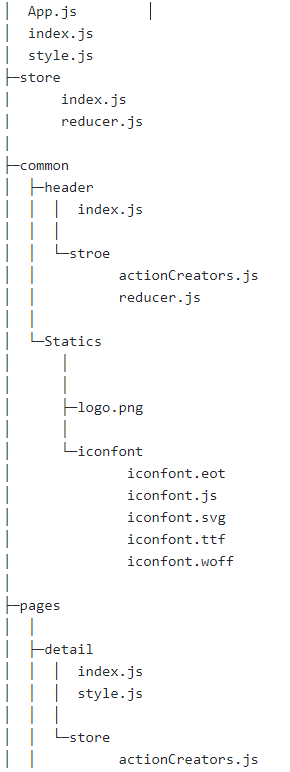 App.js
index.js
style.js
store
index.js
reducer.js
common
header
index.js
stroe
actionCreators.js
reducer.js
Statics
logo.png
iconfont
iconfont.eot
iconfont.js
iconfont.svg
iconfont.ttf
iconfont.woff
pages
detail
index.js
style.js
store
actionCreators.js